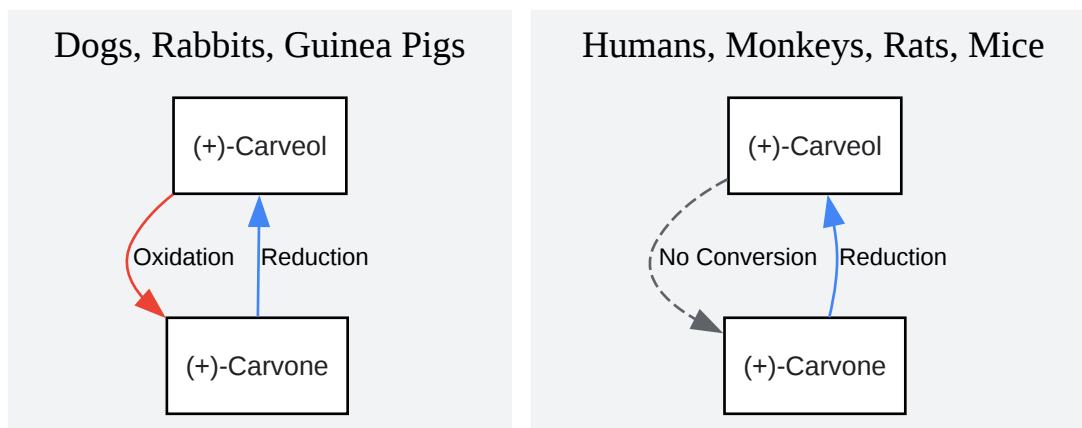 Dogs, Rabbits, Guinea Pigs
(+)-Carveol
Oxidation
Reduction
(+)-Carvone
Humans, Monkeys, Rats, Mice
(+)-Carveol
No Conversion
Reduction
(+)-Carvone